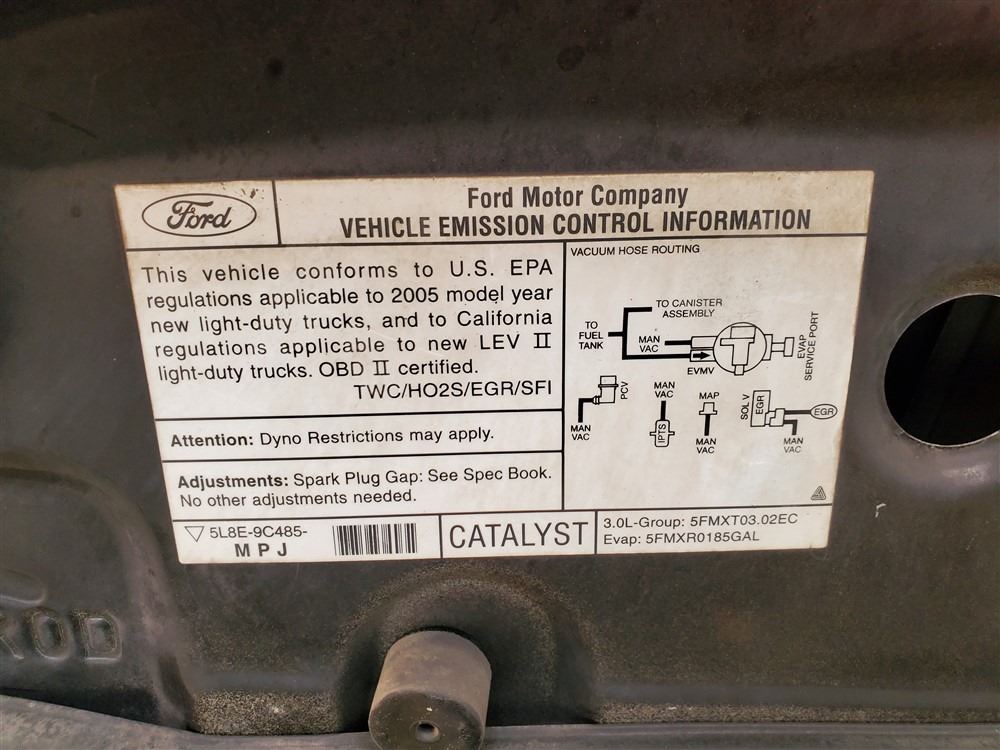 Ford
Ford Motor Company
VEHICLE EMISSION CONTROL INFORMATION
This vehicle conforms to U.S. EPA
regulations applicable to 2005 model year
new light-duty trucks, and to California
regulations applicable to new LEV II
light-duty trucks. OBD II certified.
TWC/HO2S/EGR/SFI
Attention: Dyno Restrictions may apply.
Adjustments: Spark Plug Gap: See Spec Book.
No other adjustments needed.
VACUUM HOSE ROUTING
TO CANISTER
ASSEMBLY
TO
FUEL
TANK
MAN
VAC
EVMV
EVAP
SERVICE PORT
PCV
MAN
VAC
MAN
VAC
IPTS
MAP
MAN
VAC
SOL V
EGR
EGR
MAN
VAC
5L8E-9C485-
MPJ
CATALYST
3.0L-Group: 5FMXT03.02EC
Evap: 5FMXR0185GAL
ROD